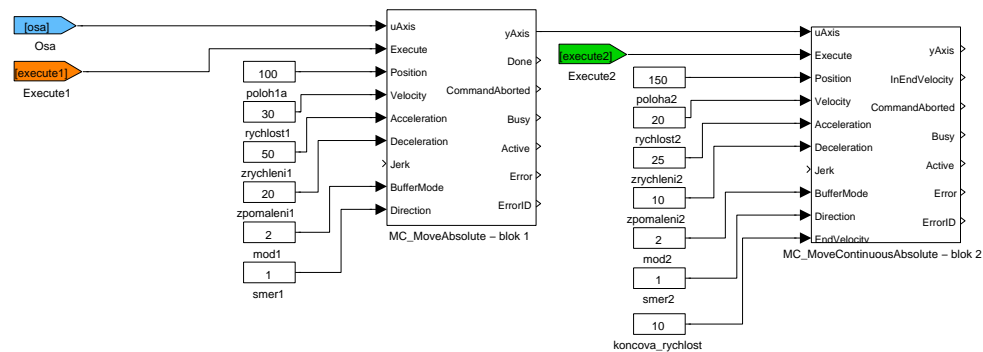 [osa]
Osa
[execute1]
Execute1
100
poloh1a
30
rychlost1
50
zrychleni1
20
zpomaleni1
2
mod1
1
smer1
uAxis
Execute
Position
Velocity
Acceleration
Deceleration
Jerk
BufferMode
Direction
yAxis
Done
CommandAborted
Busy
Active
Error
ErrorID
MC_MoveAbsolute – blok 1
[execute2]
Execute2
150
poloha2
20
rychlost2
25
zrychleni2
10
zpomaleni2
2
mod2
1
smer2
10
koncova_rychlost
uAxis
Execute
Position
Velocity
Acceleration
Deceleration
Jerk
BufferMode
Direction
EndVelocity
yAxis
InEndVelocity
CommandAborted
Busy
Active
Error
ErrorID
MC_MoveContinuousAbsolute – blok 2